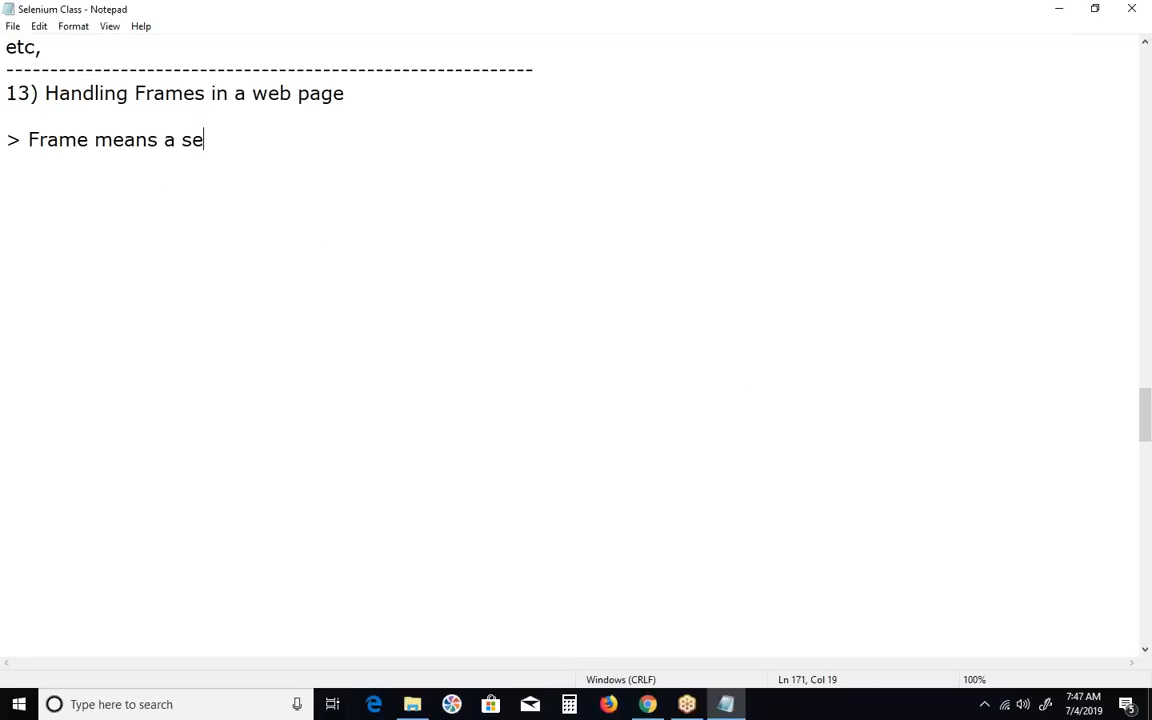 Selenium Class - Notepad
File Edit Format View Help
etc,
------------------------------------------------------------
13) Handling Frames in a web page
> Frame means a se
Windows (CRLF) Ln 171, Col 19 100%
Type here to search
7:47 AM
7/4/2019
5